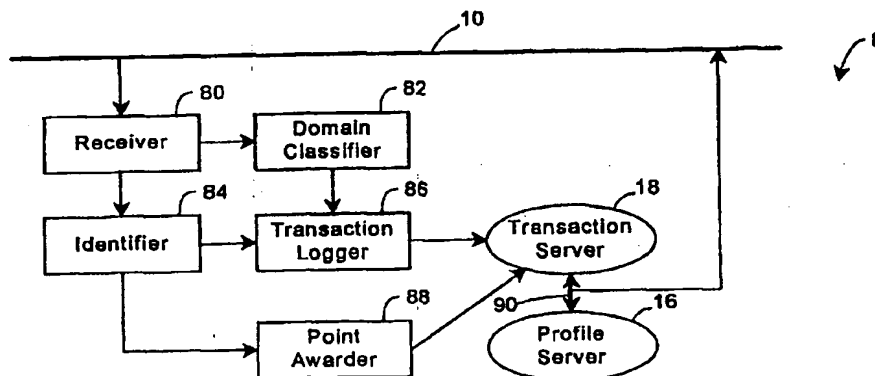 10
8
80
82
Receiver
Domain
Classifier
84
86
18
Identifier
Transaction
Logger
Transaction
Server
88
90
16
Point
Awarder
Profile
Server